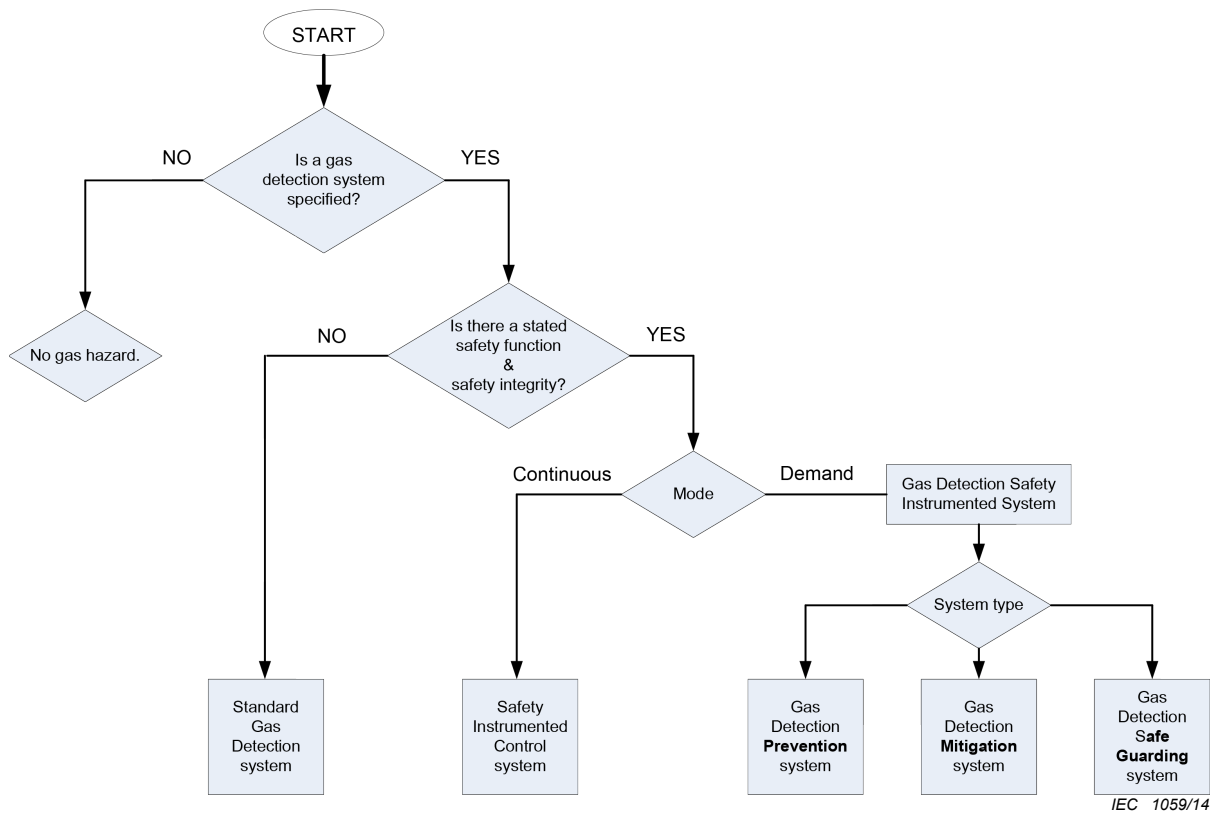 START
NO
YES
Is a gas
detection system
specified?
No gas hazard.
NO
YES
Is there a stated
safety function
&
safety integrity?
Continuous
Mode
Demand
Gas Detection Safety
Instrumented System
System type
Standard
Gas
Detection
system
Safety
Instrumented
Control
system
Gas
Detection
Prevention
system
Gas
Detection
Mitigation
system
Gas
Detection
Safe
Guarding
system
IEC 1059/14